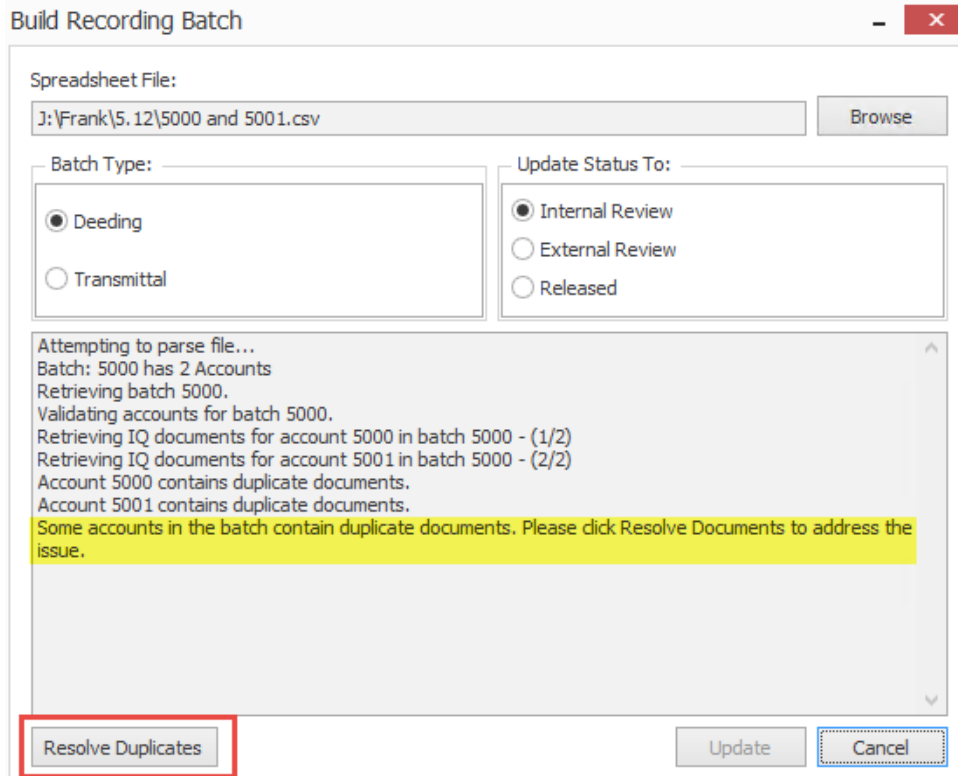 Build Recording Batch
Spreadsheet File:
J:\Frank\5.12\5000 and 5001.csv
Browse
Batch Type:
Deeding
Transmittal
Update Status To:
Internal Review
External Review
Released
Attempting to parse file...
Batch: 5000 has 2 Accounts
Retrieving batch 5000.
Validating accounts for batch 5000.
Retrieving IQ documents for account 5000 in batch 5000 - (1/2)
Retrieving IQ documents for account 5001 in batch 5000 - (2/2)
Account 5000 contains duplicate documents.
Account 5001 contains duplicate documents.
Some accounts in the batch contain duplicate documents. Please click Resolve Documents to address the
issue.
Resolve Duplicates
Update
Cancel